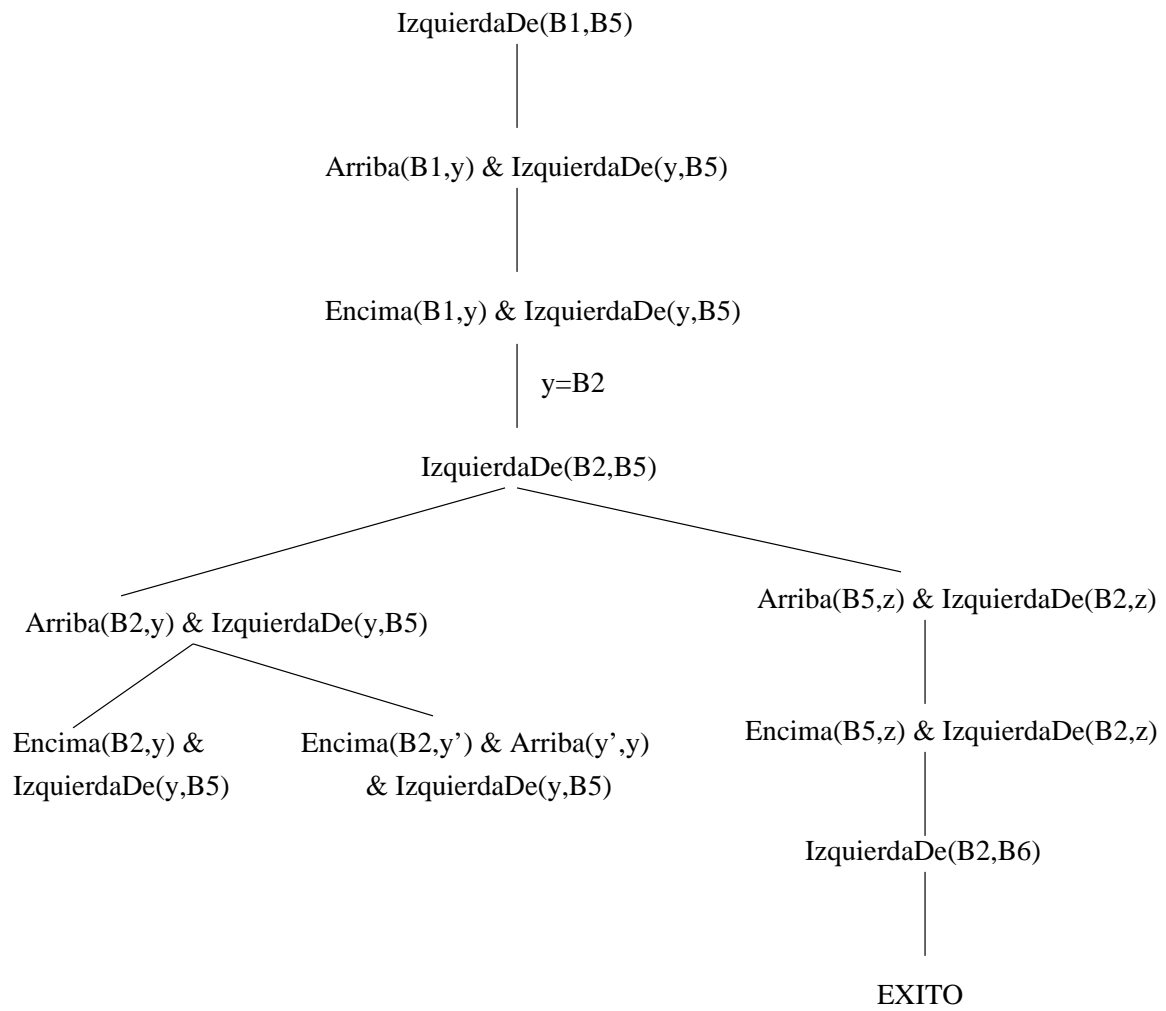 IzquierdaDe(B1,B5)
Arriba(B1,y) & IzquierdaDe(y,B5)
Encima(B1,y) & IzquierdaDe(y,B5)
y=B2
IzquierdaDe(B2,B5)
Arriba(B2,y) & IzquierdaDe(y,B5)
Arriba(B5,z) & IzquierdaDe(B2,z)
Encima(B2,y) &
IzquierdaDe(y,B5)
Encima(B2,y’) & Arriba(y’,y)
& IzquierdaDe(y,B5)
Encima(B5,z) & IzquierdaDe(B2,z)
IzquierdaDe(B2,B6)
EXITO